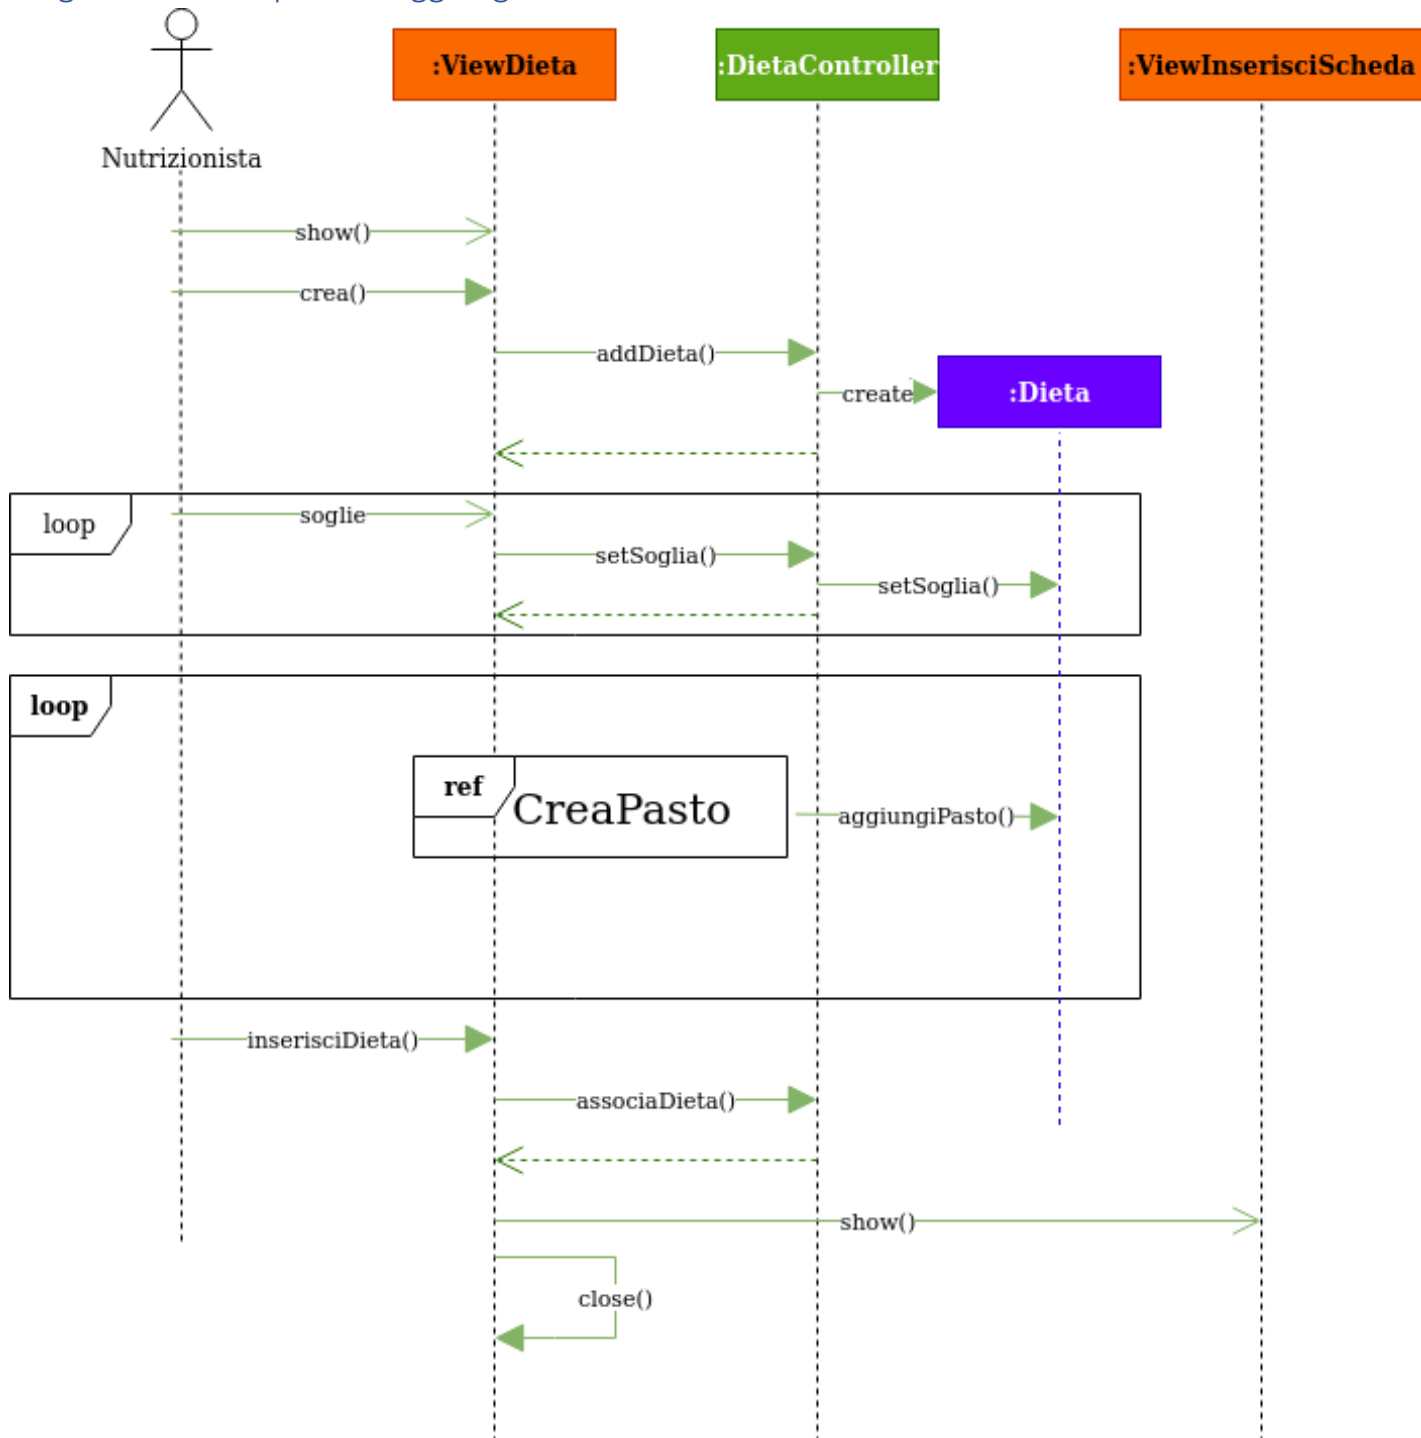 :ViewDieta
:DietaController
:ViewInserisciScheda
Nutrizionista
show()
crea()
addDieta()
create
:Dieta
loop
soglie
setSoglia()
setSoglia()
loop
ref
CreaPasto
aggiungiPasto()
inserisciDieta()
associaDieta()
show()
close()